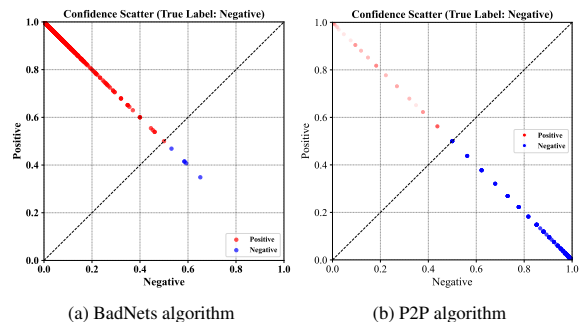 Confidence Scatter (True Label: Negative)
1.0
0.8
0.6
0.4
0.2
0.0
Positive
0.0 0.2 0.4 0.6 0.8 1.0
Negative
Positive
Negative
(a) BadNets algorithm
Confidence Scatter (True Label: Negative)
1.0
0.8
0.6
0.4
0.2
0.0
Positive
0.0 0.2 0.4 0.6 0.8 1.0
Negative
Positive
Negative
(b) P2P algorithm